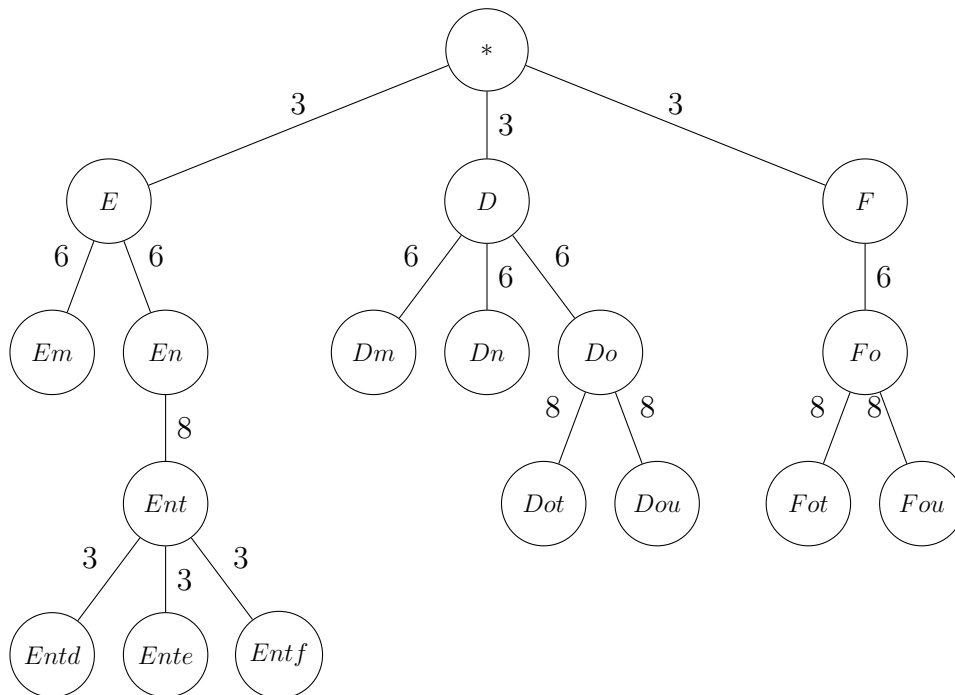 *
3 3 3
E D F
6 6 6 6 6 6
Em En Dm Dn Do Fo
8 8 8 8 8
Ent Dot Dou Fot Fou
3 3 3
Entd Ente Entf